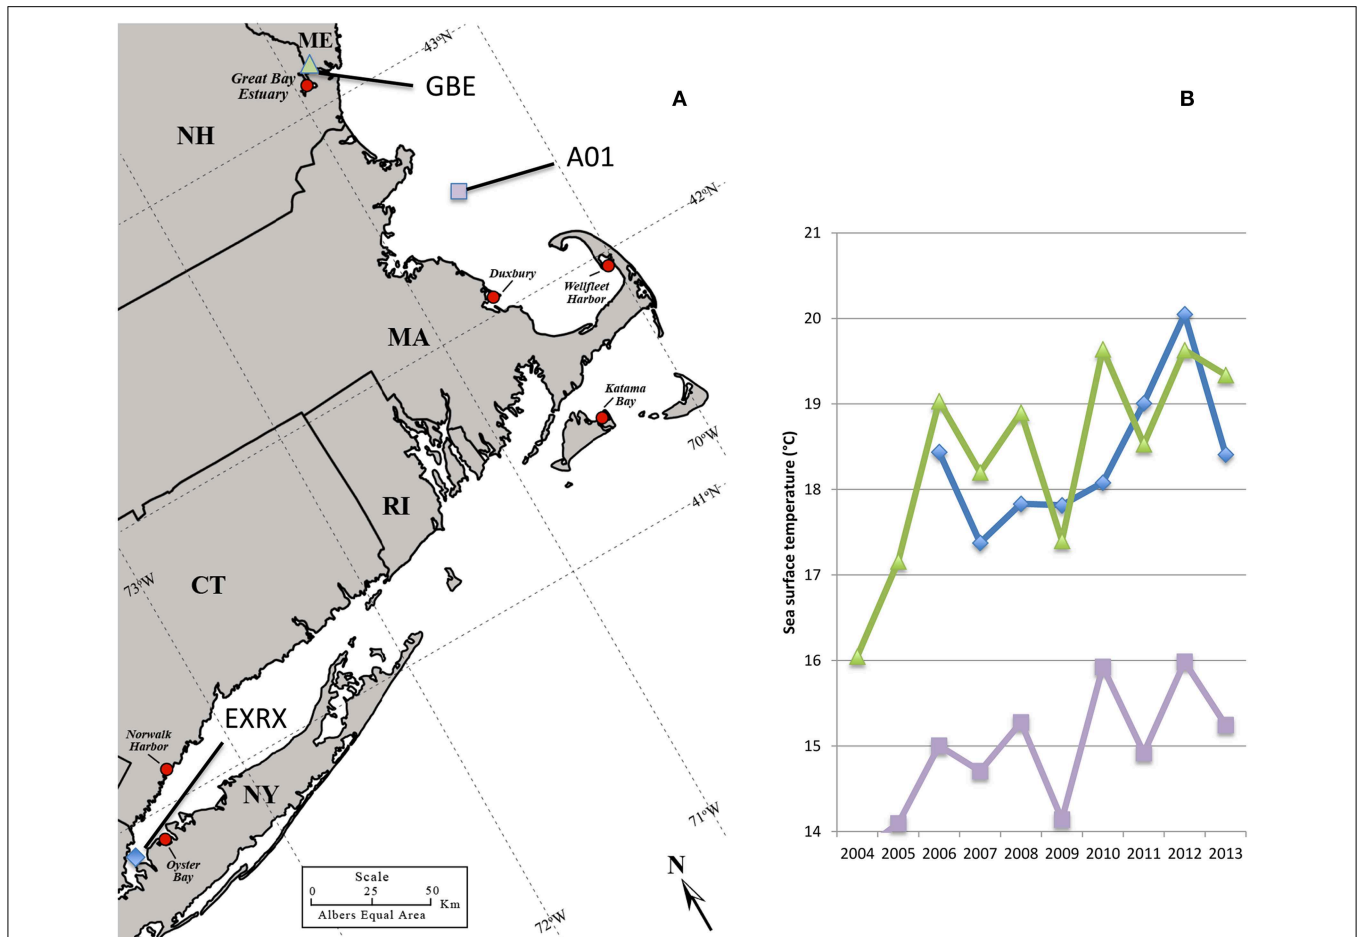 ME
43°N
Great Bay
Estuary
GBE
A
NH
A01
42°N
Duxbury
Wellfleet
Harbor
MA
Katama
Bay
70°W
41°N
RI
73°W
CT
EXRX
Norwalk
Harbor
NY
71°W
Oyster
Bay
N
Scale
0 25 50
Km
Albers Equal Area
72°W
B
21
20
19
18
17
16
15
14
Sea surface temperature (°C)
2004 2005 2006 2007 2008 2009 2010 2011 2012 2013